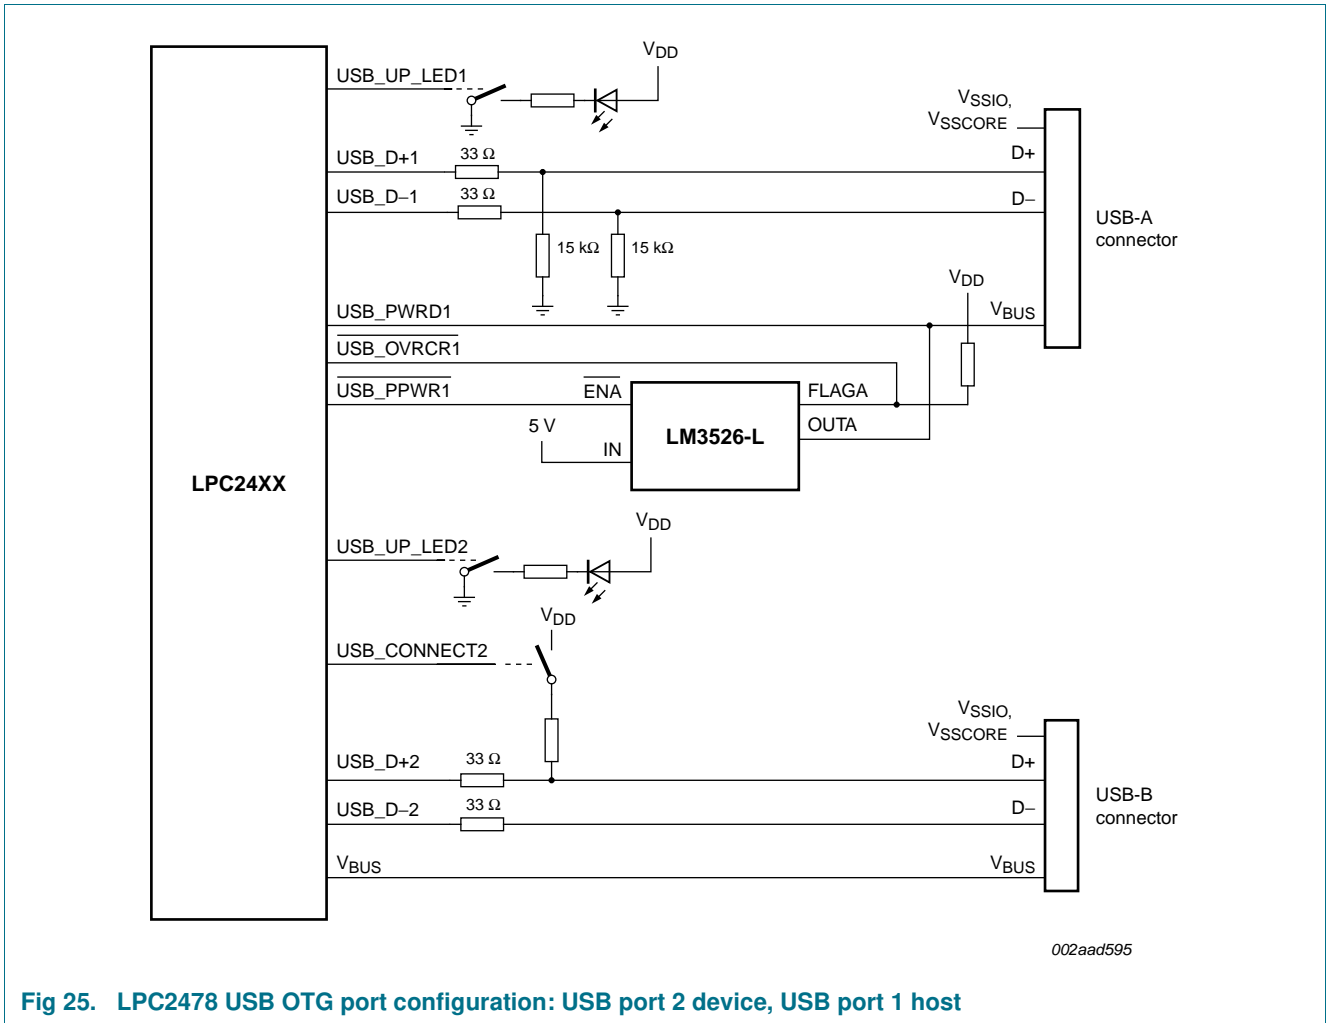 VDD
USB_UP_LED1
VSSIO,
VSSCORE
USB_D+1
33 Ω
D+
USB_D−1
33 Ω
D−
USB-A
connector
15 kΩ
15 kΩ
VDD
USB_PWRD1
VBUS
USB_OVRCR1
USB_PPWR1
ENA
FLAGA
5 V
OUTA
LM3526-L
IN
LPC24XX
VDD
USB_UP_LED2
VDD
USB_CONNECT2
VSSIO,
VSSCORE
USB_D+2
33 Ω
D+
USB_D−2
33 Ω
D−
USB-B
connector
VBUS
VBUS
002aad595
Fig 25. LPC2478 USB OTG port configuration: USB port 2 device, USB port 1 host